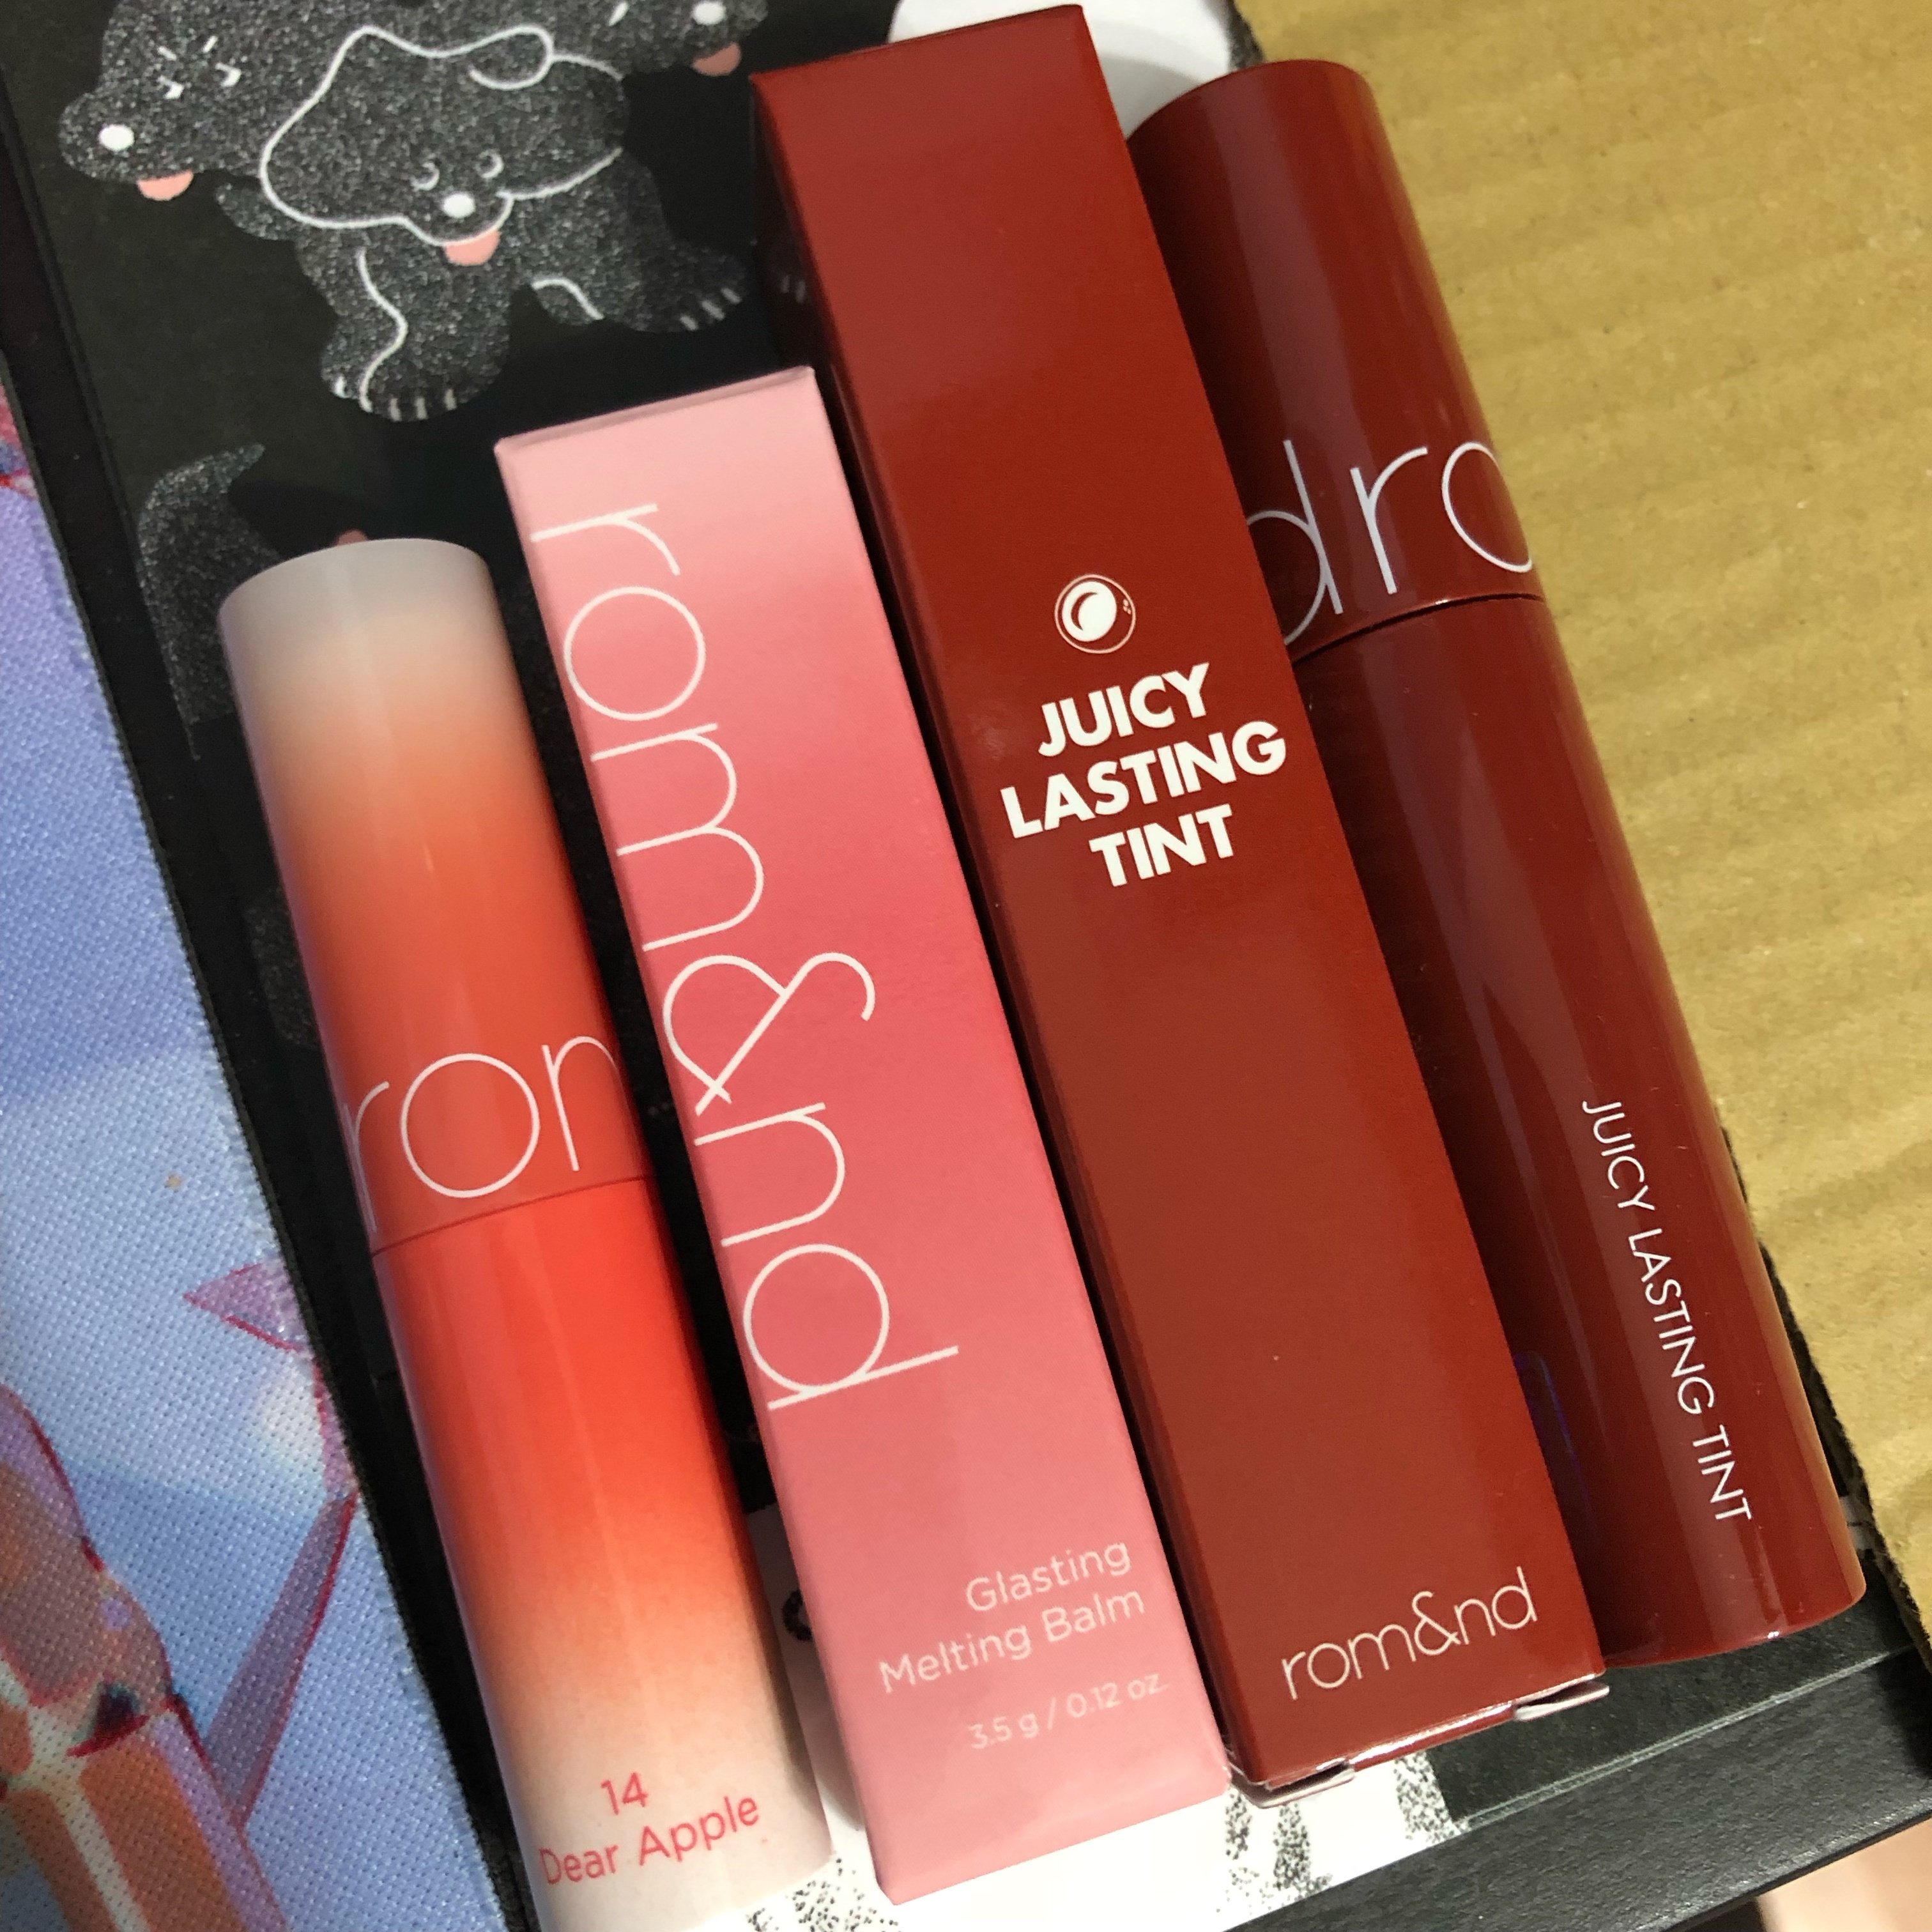 rom
14
Dear Apple
rom&nd
Glasting
Melting Balm
3.5 g / 0.12 oz.
JUICY
LASTING
TINT
rom&nd
d ro
JUICY LASTING TINT